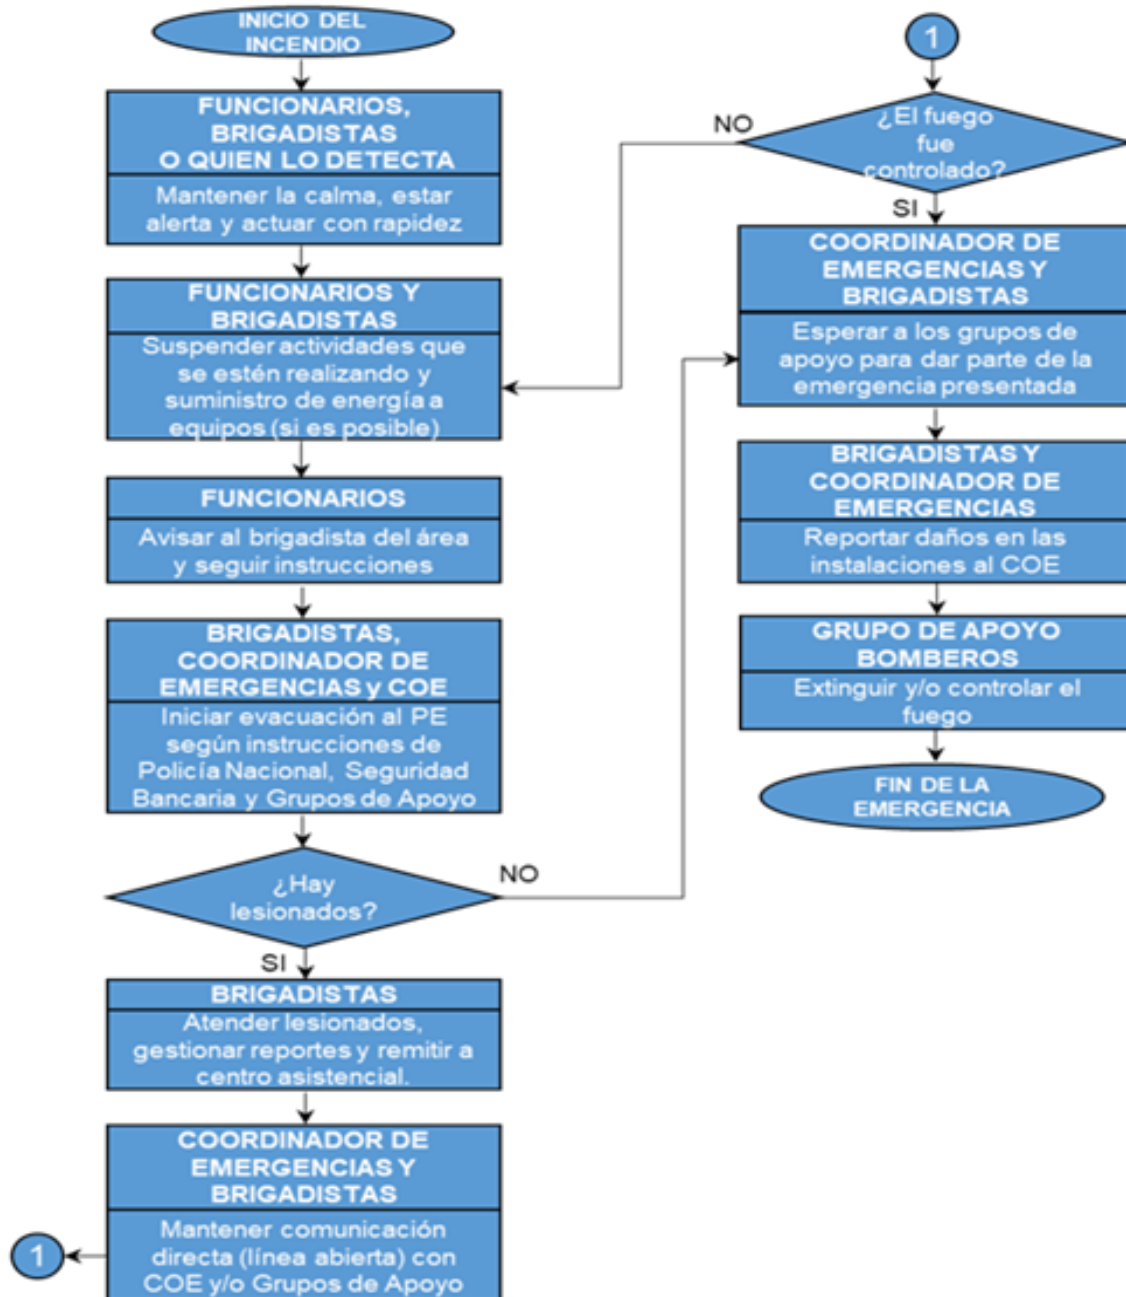 INICIO DEL
INCENDIO
FUNCIONARIOS,
BRIGADISTAS
O QUIEN LO DETECTA
Mantener la calma, estar
alerta y actuar con rapidez
FUNCIONARIOS Y
BRIGADISTAS
Suspender actividades que
se estén realizando y
suministro de energía a
equipos (si es posible)
FUNCIONARIOS
Avisar al brigadista del área
y seguir instrucciones
BRIGADISTAS,
COORDINADOR DE
EMERGENCIAS y COE
Iniciar evacuación al PE
según instrucciones de
Policía Nacional, Seguridad
Bancaria y Grupos de Apoyo
¿Hay
lesionados?
NO
SI
BRIGADISTAS
Atender lesionados,
gestionar reportes y remitir a
centro asistencial.
COORDINADOR DE
EMERGENCIAS Y
BRIGADISTAS
Mantener comunicación
directa (línea abierta) con
COE y/o Grupos de Apoyo
1
1
¿El fuego
fue
controlado?
NO
SI
COORDINADOR DE
EMERGENCIAS Y
BRIGADISTAS
Esperar a los grupos de
apoyo para dar parte de la
emergencia presentada
BRIGADISTAS Y
COORDINADOR DE
EMERGENCIAS
Reportar daños en las
instalaciones al COE
GRUPO DE APOYO
BOMBEROS
Extinguir y/o controlar el
fuego
FIN DE LA
EMERGENCIA